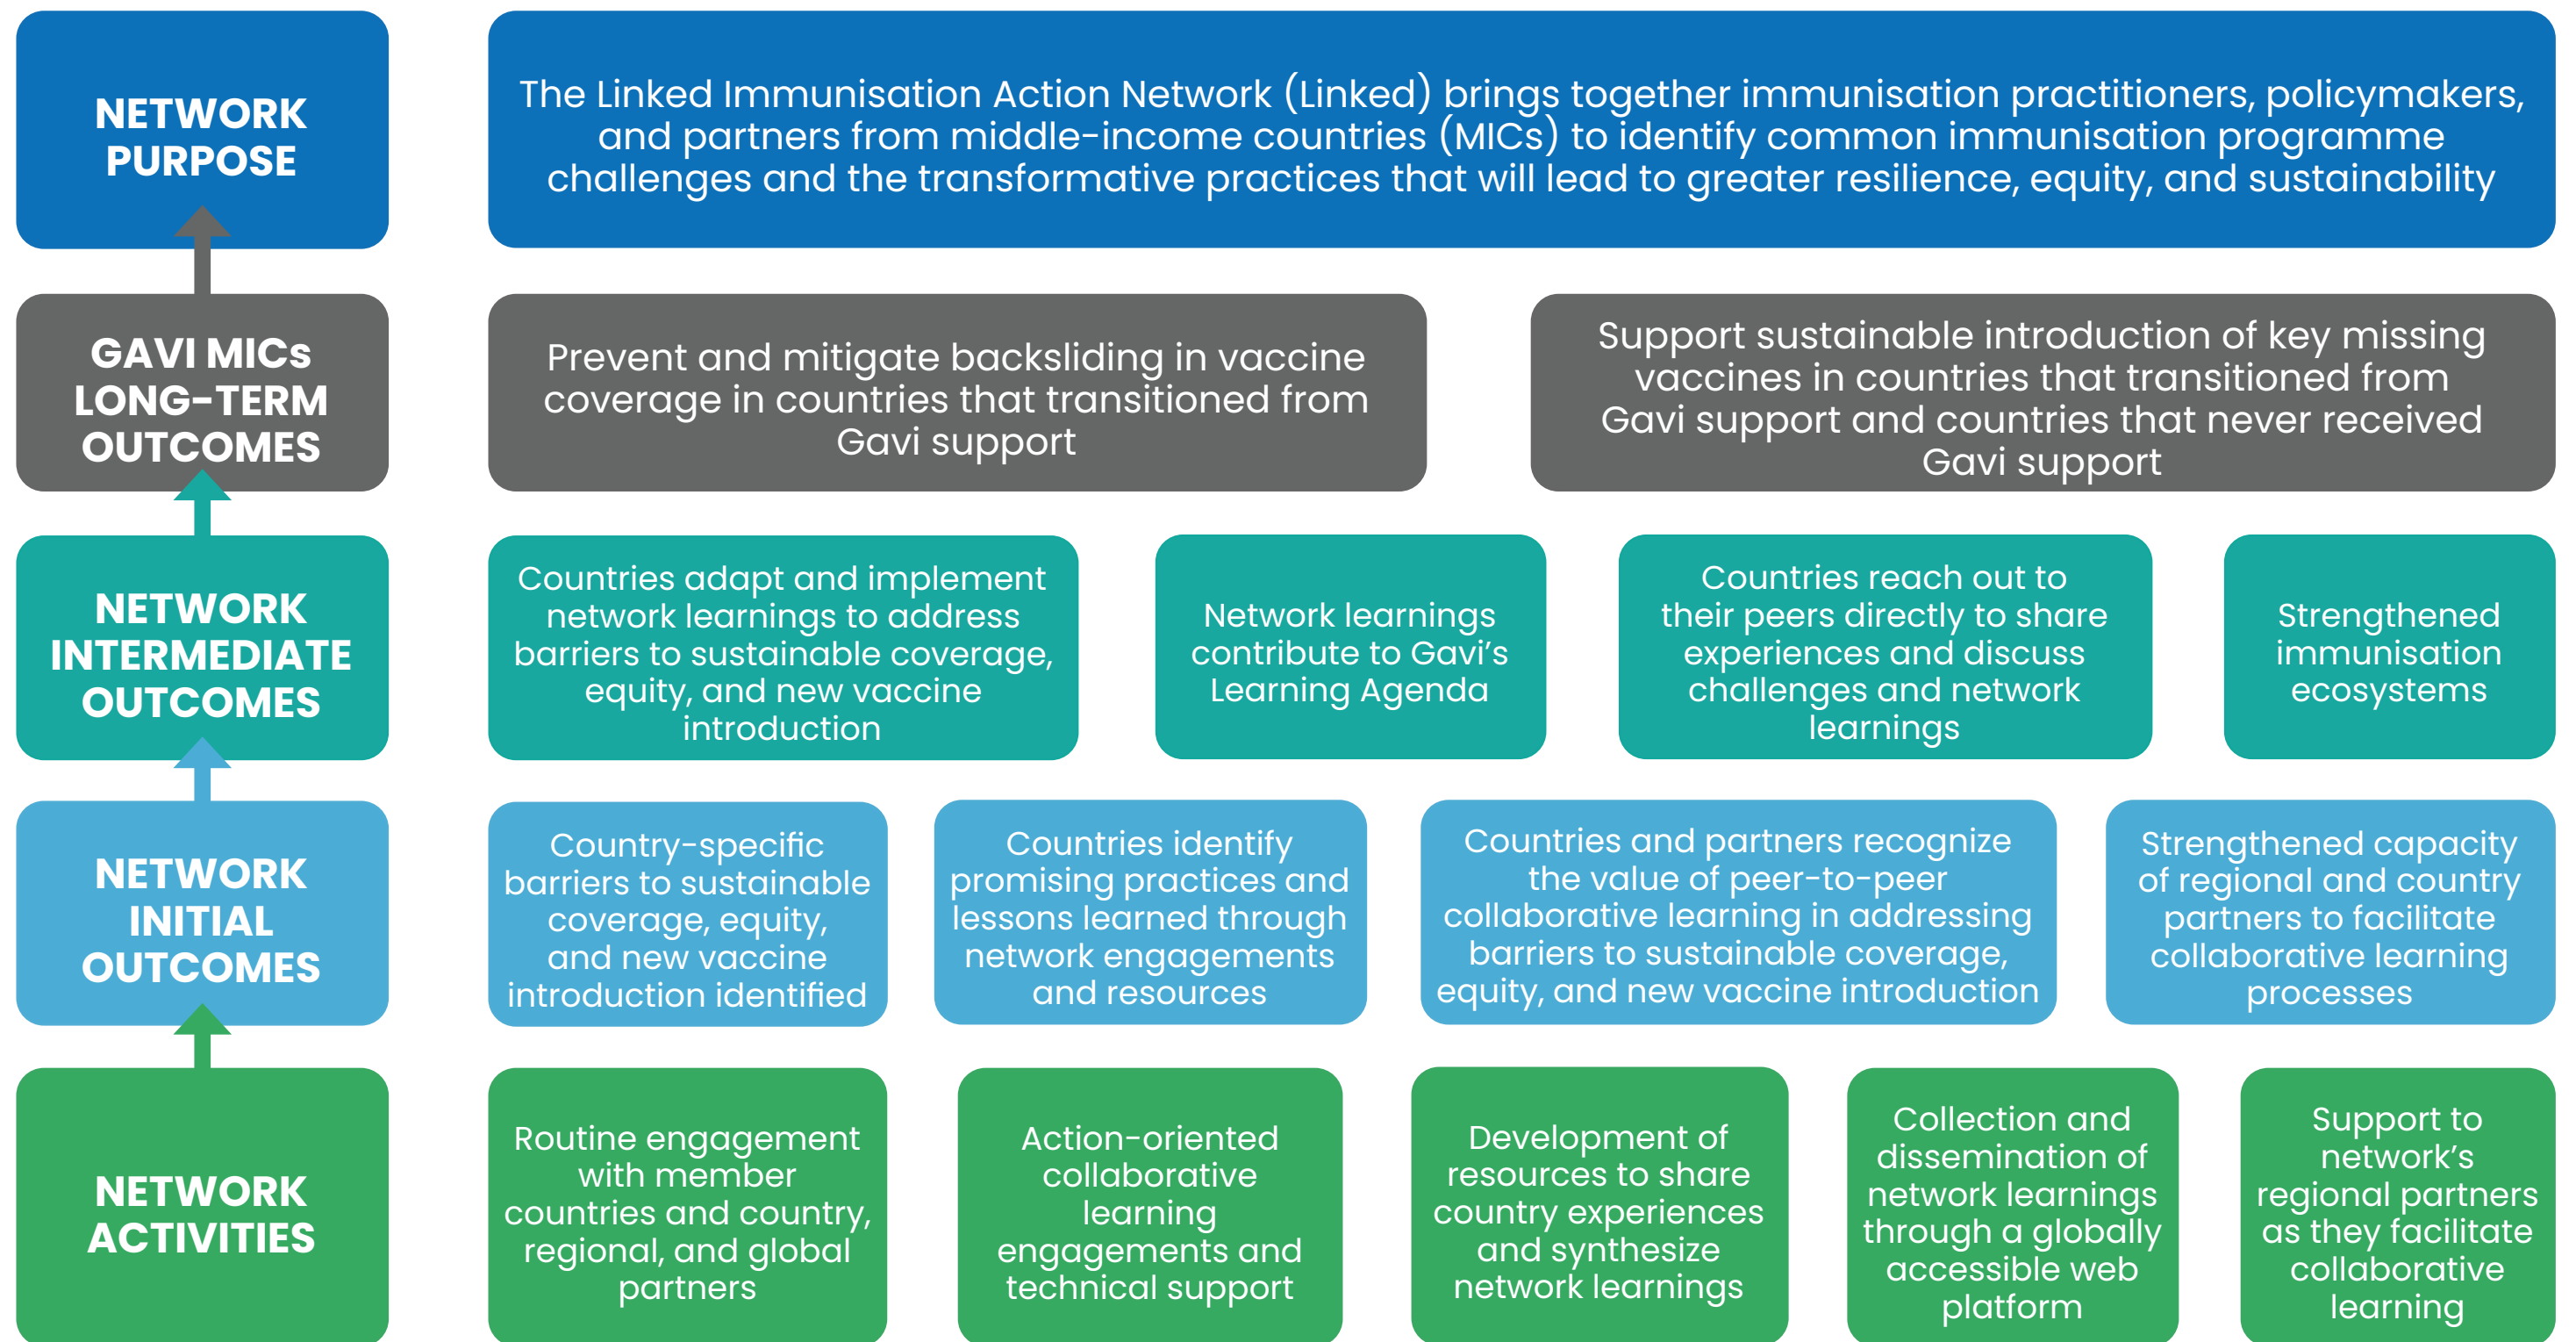 NETWORK
PURPOSE
The Linked Immunisation Action Network (Linked) brings together immunisation practitioners, policymakers,
and partners from middle-income countries (MICs) to identify common immunisation programme
challenges and the transformative practices that will lead to greater resilience, equity, and sustainability
GAVI MICs
LONG-TERM
OUTCOMES
Prevent and mitigate backsliding in vaccine
coverage in countries that transitioned from
Gavi support
Support sustainable introduction of key missing
vaccines in countries that transitioned from
Gavi support and countries that never received
Gavi support
NETWORK
INTERMEDIATE
OUTCOMES
Countries adapt and implement
network learnings to address
barriers to sustainable coverage,
equity, and new vaccine
introduction
Network learnings
contribute to Gavi’s
Learning Agenda
Countries reach out to
their peers directly to share
experiences and discuss
challenges and network
learnings
Strengthened
immunisation
ecosystems
NETWORK
INITIAL
OUTCOMES
Country-specific
barriers to sustainable
coverage, equity,
and new vaccine
introduction identified
Countries identify
promising practices and
lessons learned through
network engagements
and resources
Countries and partners recognize
the value of peer-to-peer
collaborative learning in addressing
barriers to sustainable coverage,
equity, and new vaccine introduction
Strengthened capacity
of regional and country
partners to facilitate
collaborative learning
processes
NETWORK
ACTIVITIES
Routine engagement
with member
countries and country,
regional, and global
partners
Action-oriented
collaborative
learning
engagements and
technical support
Development of
resources to share
country experiences
and synthesize
network learnings
Collection and
dissemination of
network learnings
through a globally
accessible web
platform
Support to
network’s
regional partners
as they facilitate
collaborative
learning